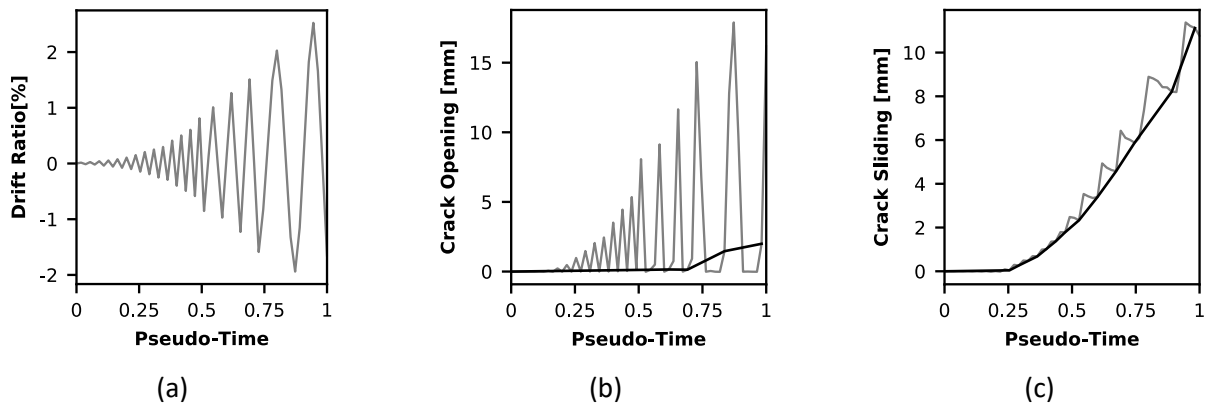 2
1
0
-1
-2
Drift Ratio[%]
0 0.25 0.5 0.75 1
Pseudo-Time
(a)
15
10
5
0
Crack Opening [mm]
0 0.25 0.5 0.75 1
Pseudo-Time
(b)
10
8
6
4
2
0
Crack Sliding [mm]
0 0.25 0.5 0.75 1
Pseudo-Time
(c)